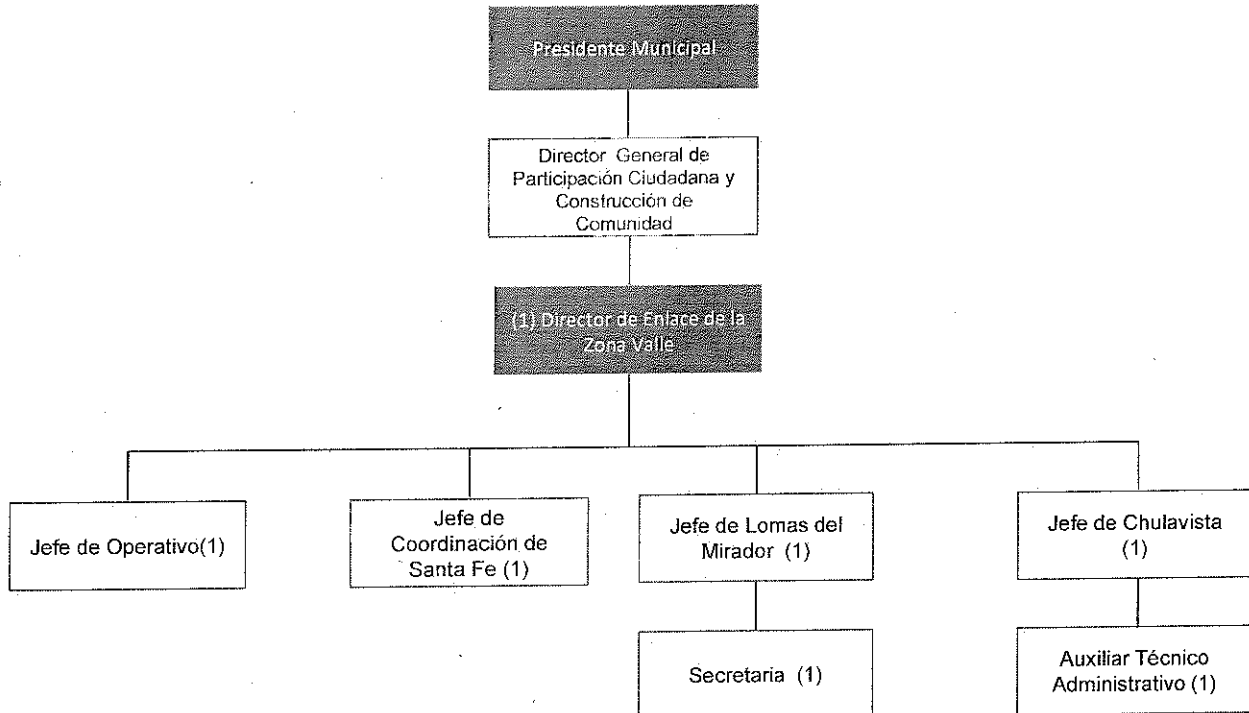 Presidente Municipal
Director General de
Participación Ciudadana y
Construcción de
Comunidad
(1) Director de Enlace de la
Zona Valle
Jefe de Operativo(1)
Jefe de
Coordinación de
Santa Fe (1)
Jefe de Lomas del
Mirador (1)
Jefe de Chulavista
(1)
Secretaria (1)
Auxiliar Técnico
Administrativo (1)